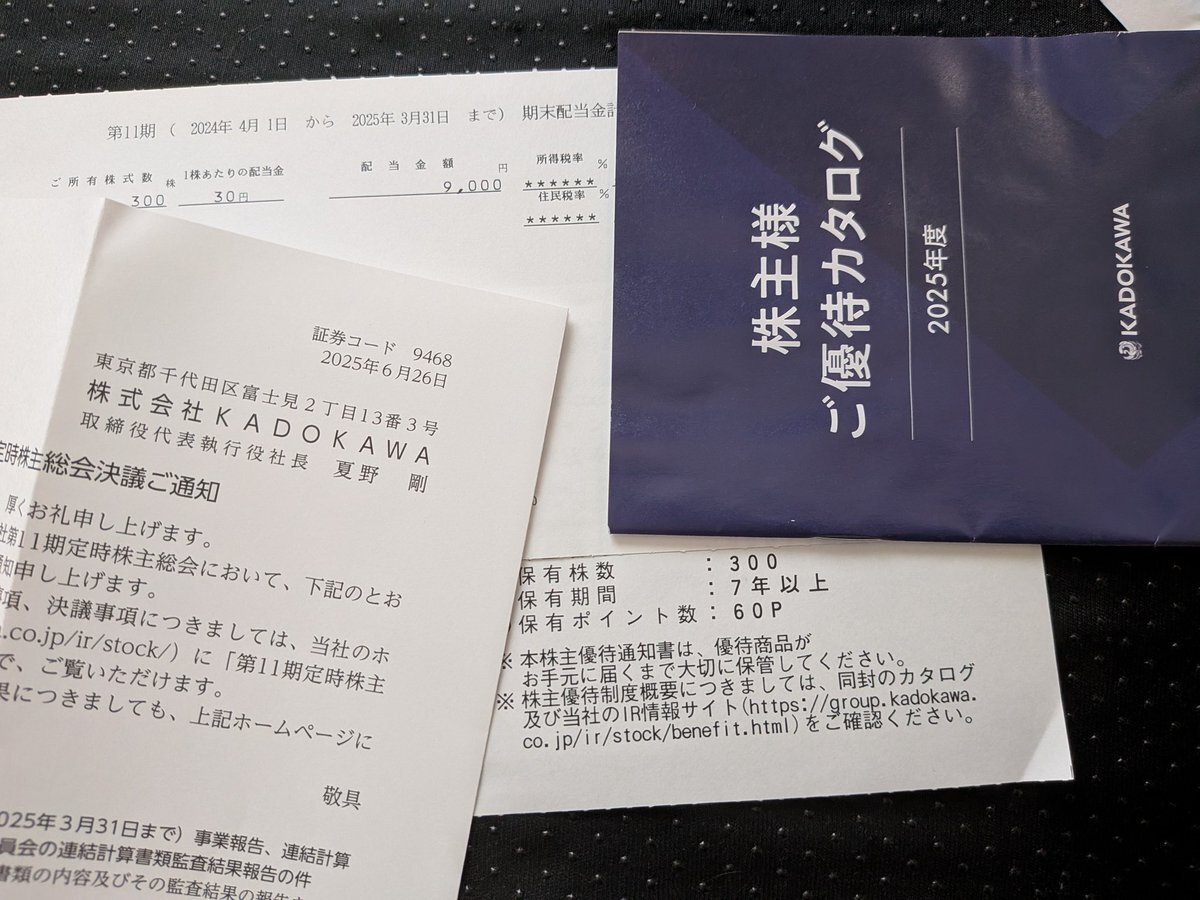 第11期 ( 2024年 4月 1日 から 2025年 3月31日 まで) 期末配当金計
ご所有株式数 株 1株あたりの配当金 配当金額 円 所得税率 %
300 30円 9,000 ******
住民税率 %
******
株主様
ご優待カタログ
2025年度
KADOKAWA
証券コード 9468
2025年6月26日
東京都千代田区富士見2丁目13番3号
株式会社KADOKAWA
取締役代表執行役社長 夏野 剛
定時株主総会決議ご通知
厚くお礼申し上げます。
社第11期定時株主総会において、下記のとお
通知申し上げます。
事項、決議事項につきましては、当社のホ
a.co.jp/ir/stock/)に「第11期定時株主
で、ご覧いただけます。
果につきましても、上記ホームページに
敬具
025年3月31日まで)事業報告、連結計算
員会の連結計算書類監査結果報告の件
書類の内容及びその監査結果の報告
保有株数 : 300
保有期間 : 7年以上
保有ポイント数 : 60P
※ 本株主優待通知書は、優待商品が
お手元に届くまで大切に保管してください。
※ 株主優待制度概要につきましては、同封のカタログ
及び当社のIR情報サイト(https://group.kadokawa.
co.jp/ir/stock/benefit.html)をご確認ください。